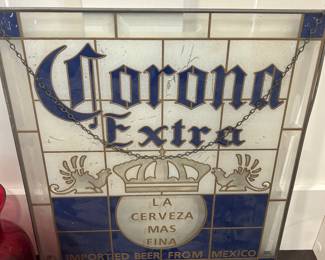 Corona
Extra
LA
CERVEZA
MAS
FINA
IMPORTED BEER FROM MEXICO